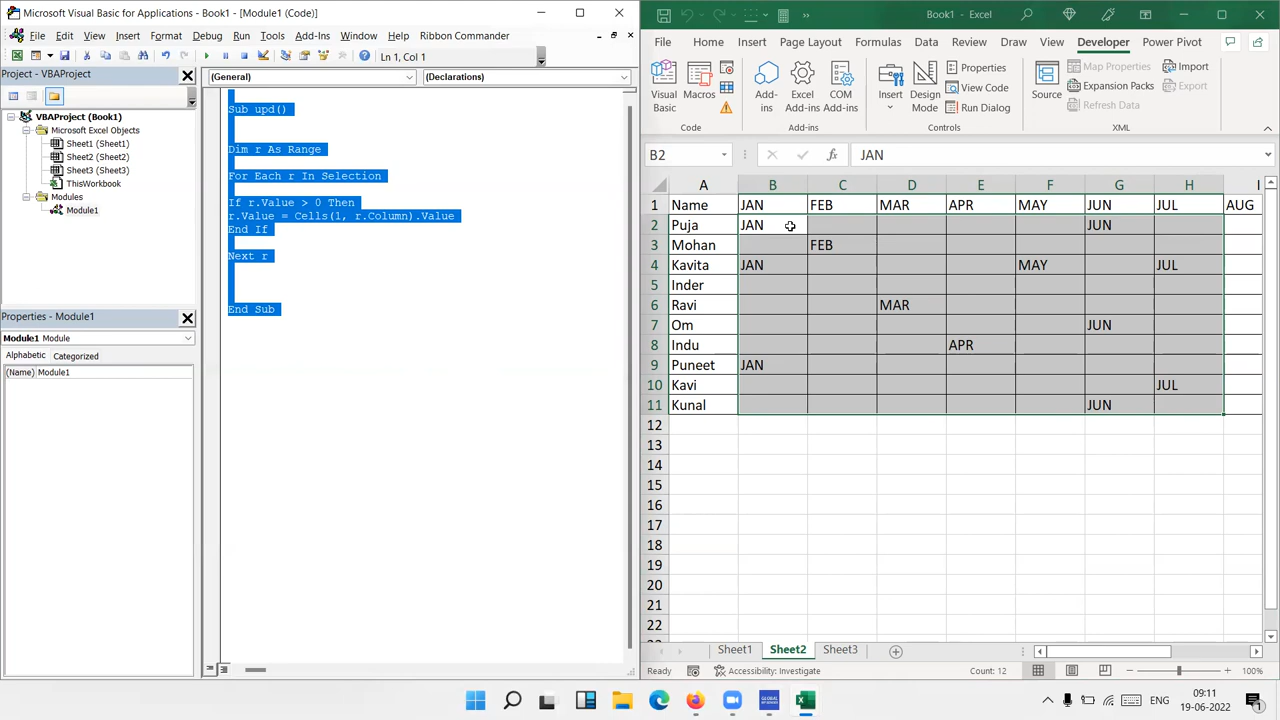 Microsoft Visual Basic for Applications - Book1 - [Module1 (Code)]
File Edit View Insert Format Debug Run Tools Add-Ins Window Help Ribbon Commander
Ln 1, Col 1
Project - VBAProject
VBAProject (Book1)
Microsoft Excel Objects
Sheet1 (Sheet1)
Sheet2 (Sheet2)
Sheet3 (Sheet3)
ThisWorkbook
Modules
Module1
Properties - Module1
Module1 Module
Alphabetic Categorized
(Name) Module1
(General) (Declarations)
Sub upd()
Dim r As Range
For Each r In Selection
If r.Value > 0 Then
r.Value = Cells(1, r.Column).Value
End If
Next r
End Sub
Book1 - Excel
File Home Insert Page Layout Formulas Data Review View Draw Developer Power Pivot
Visual Basic
Macros
Code
Add-ins
Excel Add-ins
COM Add-ins
Add-ins
Insert
Design Mode
Properties
View Code
Run Dialog
Controls
Source
Map Properties
Expansion Packs
Refresh Data
Import
Export
XML
B2 JAN
A B C D E F G H I
1 Name JAN FEB MAR APR MAY JUN JUL AUG
2 Puja JAN JUN
3 Mohan FEB
4 Kavita JAN MAY JUL
5 Inder
6 Ravi MAR
7 Om JUN
8 Indu APR
9 Puneet JAN
10 Kavi JUL
11 Kunal JUN
12
13
14
15
16
17
18
19
20
21
22
Sheet1 Sheet2 Sheet3
Ready Accessibility: Investigate Count: 12 100%
ENG 09:11
19-06-2022